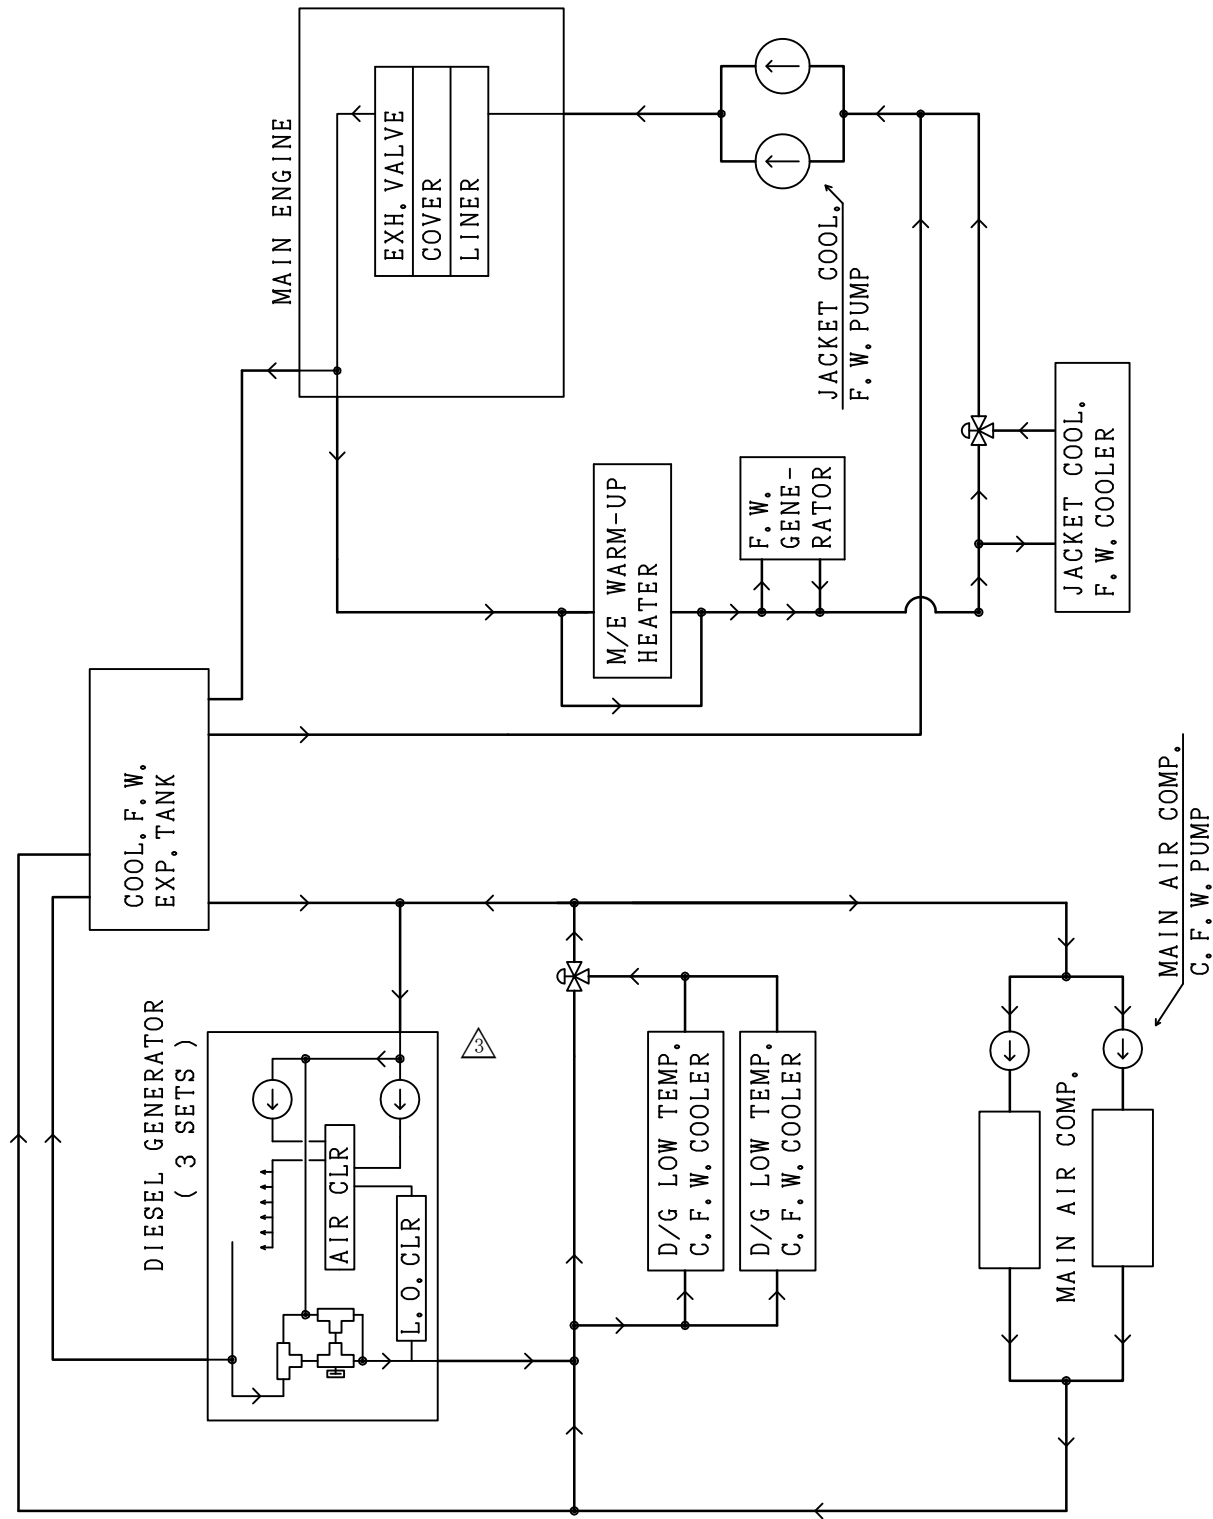 MAIN ENGINE
EXH. VALVE
COVER
LINER
JACKET COOL.
F. W. PUMP
M/E WARM-UP
HEATER
F. W.
GENE-
RATOR
JACKET COOL.
F. W. COOLER
COOL. F. W.
EXP. TANK
MAIN AIR COMP.
C. F. W. PUMP
DIESEL GENERATOR
( 3 SETS )
3
AIR CLR
L. O. CLR
D/G LOW TEMP.
C. F. W. COOLER
D/G LOW TEMP.
C. F. W. COOLER
MAIN AIR COMP.